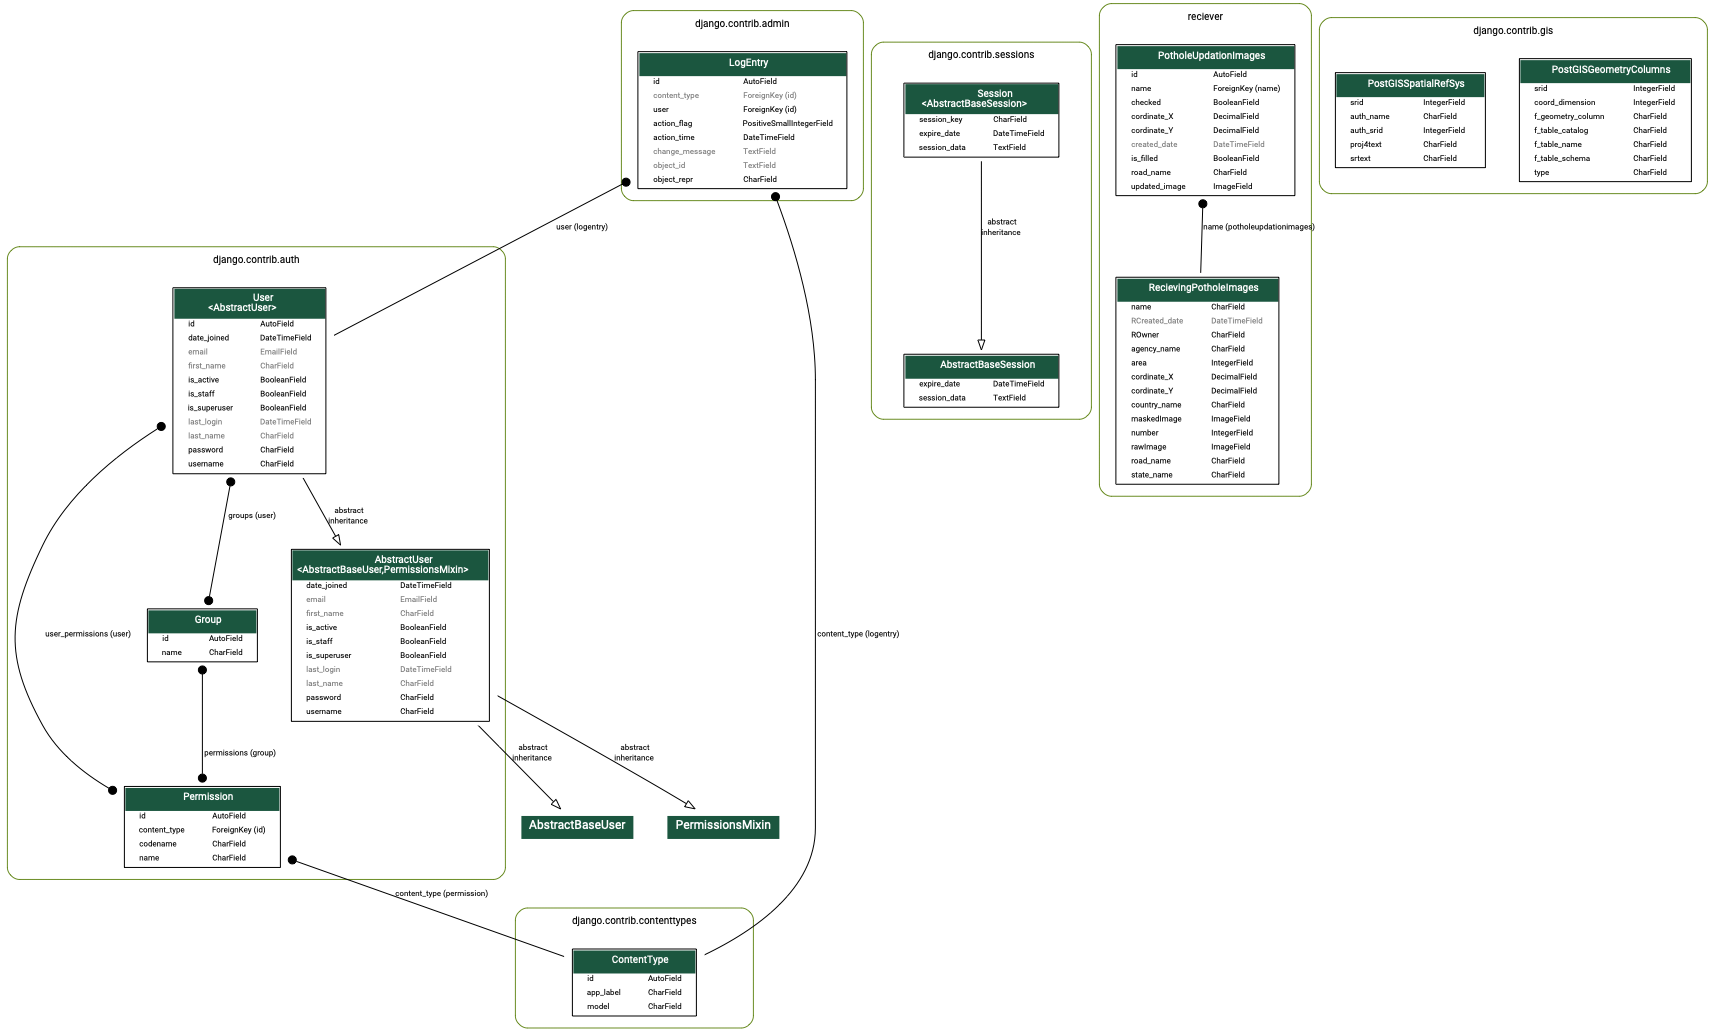 django.contrib.admin
LogEntry
id AutoField
content_type ForeignKey (id)
user ForeignKey (id)
action_flag PositiveSmallIntegerField
action_time DateTimeField
change_message TextField
object_id TextField
object_repr CharField
django.contrib.sessions
Session
<AbstractBaseSession>
session_key CharField
expire_date DateTimeField
session_data TextField
abstract
inheritance
AbstractBaseSession
expire_date DateTimeField
session_data TextField
reciever
PotholeUpdationImages
id AutoField
name ForeignKey (name)
checked BooleanField
cordinate_X DecimalField
cordinate_Y DecimalField
created_date DateTimeField
is_filled BooleanField
road_name CharField
updated_image ImageField
name (potholeupdationimages)
RecievingPotholeImages
name CharField
RCreated_date DateTimeField
ROwner CharField
agency_name CharField
area IntegerField
cordinate_X DecimalField
cordinate_Y DecimalField
country_name CharField
maskedImage ImageField
number IntegerField
rawImage ImageField
road_name CharField
state_name CharField
django.contrib.gis
PostGISSpatialRefSys
srid IntegerField
auth_name CharField
auth_srid IntegerField
proj4text CharField
srtext CharField
PostGISGeometryColumns
srid IntegerField
coord_dimension IntegerField
f_geometry_column CharField
f_table_catalog CharField
f_table_name CharField
f_table_schema CharField
type CharField
user (logentry)
django.contrib.auth
User
<AbstractUser>
id AutoField
date_joined DateTimeField
email EmailField
first_name CharField
is_active BooleanField
is_staff BooleanField
is_superuser BooleanField
last_login DateTimeField
last_name CharField
password CharField
username CharField
groups (user)
abstract
inheritance
AbstractUser
<AbstractBaseUser,PermissionsMixin>
date_joined DateTimeField
email EmailField
first_name CharField
is_active BooleanField
is_staff BooleanField
is_superuser BooleanField
last_login DateTimeField
last_name CharField
password CharField
username CharField
Group
id AutoField
name CharField
user_permissions (user)
content_type (logentry)
permissions (group)
abstract
inheritance
abstract
inheritance
Permission
id AutoField
content_type ForeignKey (id)
codename CharField
name CharField
AbstractBaseUser
PermissionsMixin
content_type (permission)
django.contrib.contenttypes
ContentType
id AutoField
app_label CharField
model CharField